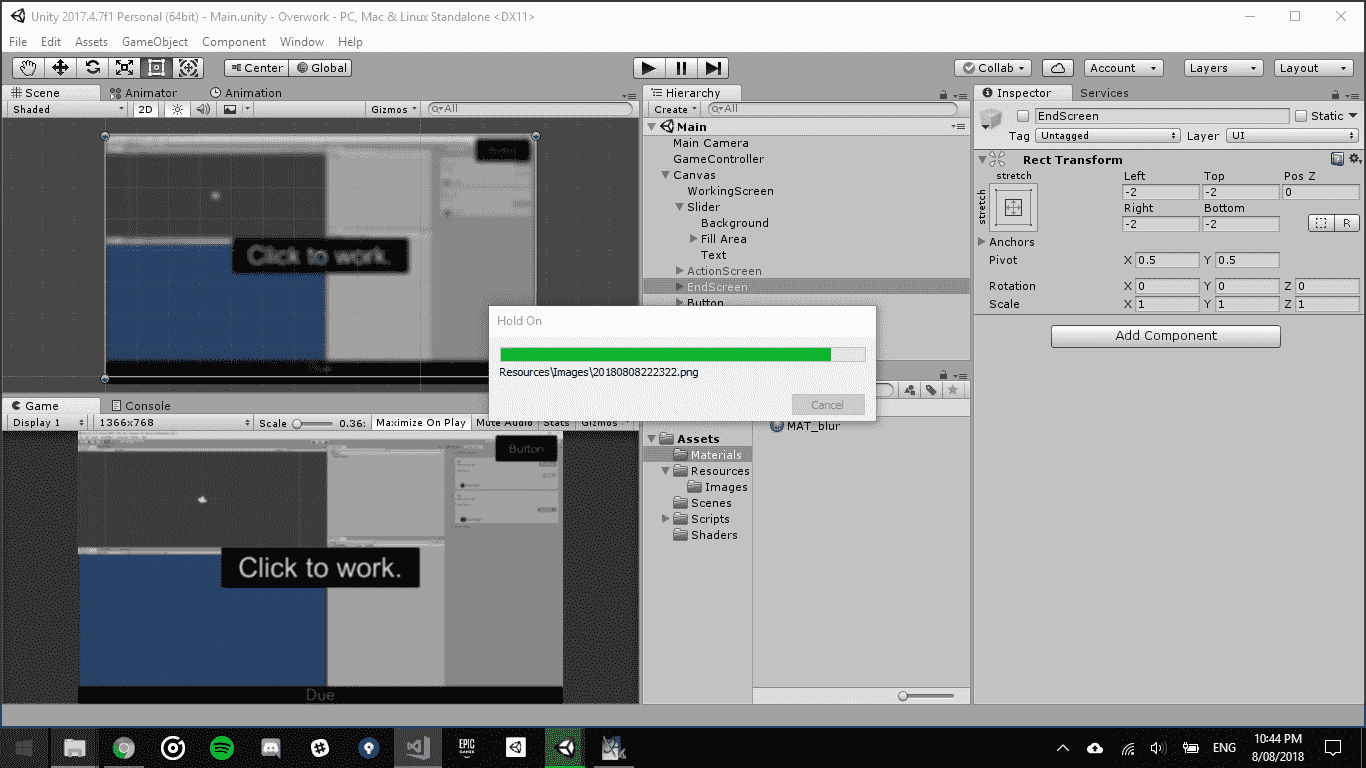 Unity 2017.4.7f1 Personal (64bit) - Main.unity - Overwork - PC, Mac & Linux Standalone <DX11>
File Edit Assets GameObject Component Window Help
Center Global Collab Account Layers Layout
Scene Animator Animation
Shaded 2D Gizmos All
Click to work.
Game Console
Display 1 1366x768 Scale 0.36: Maximize On Play Mute Audio Stats Gizmos
Button
Click to work.
Due
Hierarchy
Create All
Main
Main Camera
GameController
Canvas
WorkingScreen
Slider
Background
Fill Area
Text
ActionScreen
EndScreen
Button
Hold On
Resources\Images\20180808222322.png
Cancel
Assets
Materials
Resources
Images
Scenes
Scripts
Shaders
MAT_blur
Inspector Services
EndScreen Static
Tag Untagged Layer UI
Rect Transform
stretch Left Top Pos Z
stretch -2 -2 0
Right Bottom
-2 -2 R
Anchors
Pivot X 0.5 Y 0.5
Rotation X 0 Y 0 Z 0
Scale X 1 Y 1 Z 1
Add Component
EPIC GAMES
ENG
10:44 PM
8/08/2018